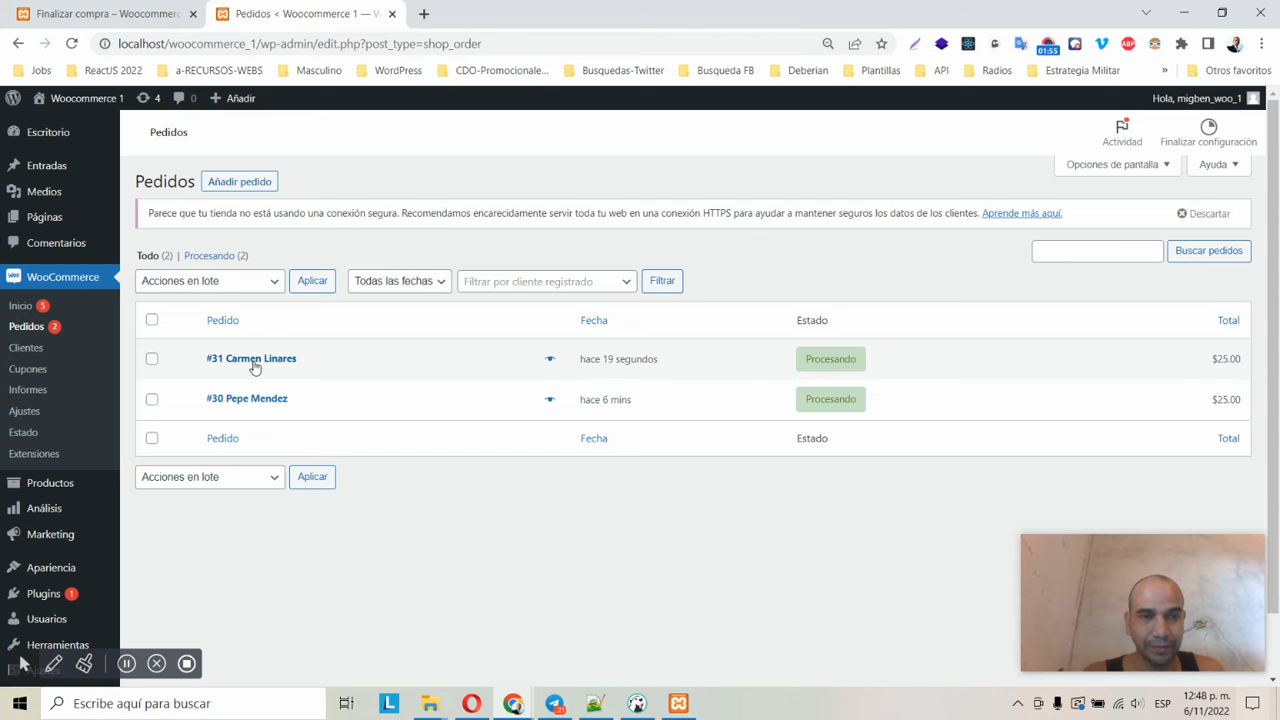 Finalizar compra – Woocommerc
Pedidos < Woocommerce 1 — W
localhost/woocommerce_1/wp-admin/edit.php?post_type=shop_order
01:55
ABP
Jobs
ReactJS 2022
a-RECURSOS-WEBS
Masculino
WordPress
CDO-Promocionale...
Busquedas-Twitter
Busqueda FB
Deberian
Plantillas
API
Radios
Estrategia Militar
»
Otros favoritos
Woocommerce 1
4
0
Añadir
Hola, migben_woo_1
Escritorio
Entradas
Medios
Páginas
Comentarios
WooCommerce
Inicio 5
Pedidos 2
Clientes
Cupones
Informes
Ajustes
Estado
Extensiones
Productos
Análisis
Marketing
Apariencia
Plugins 1
Usuarios
Herramientas
Ajustes
Pedidos
Actividad
Finalizar configuración
Opciones de pantalla
Ayuda
Pedidos
Añadir pedido
Parece que tu tienda no está usando una conexión segura. Recomendamos encarecidamente servir toda tu web en una conexión HTTPS para ayudar a mantener seguros los datos de los clientes. Aprende más aquí.
Descartar
Todo (2) | Procesando (2)
Buscar pedidos
Acciones en lote
Aplicar
Todas las fechas
Filtrar por cliente registrado
Filtrar
Pedido
Fecha
Estado
Total
#31 Carmen Linares
hace 19 segundos
Procesando
$25.00
#30 Pepe Mendez
hace 6 mins
Procesando
$25.00
Pedido
Fecha
Estado
Total
Acciones en lote
Aplicar
Escribe aquí para buscar
L
21
ESP
12:48 p. m.
6/11/2022